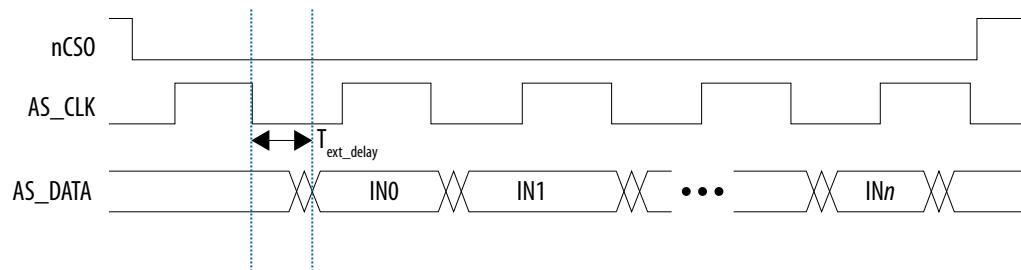 nCSO
AS_CLK
Text_delay
AS_DATA IN0 IN1 ••• INn